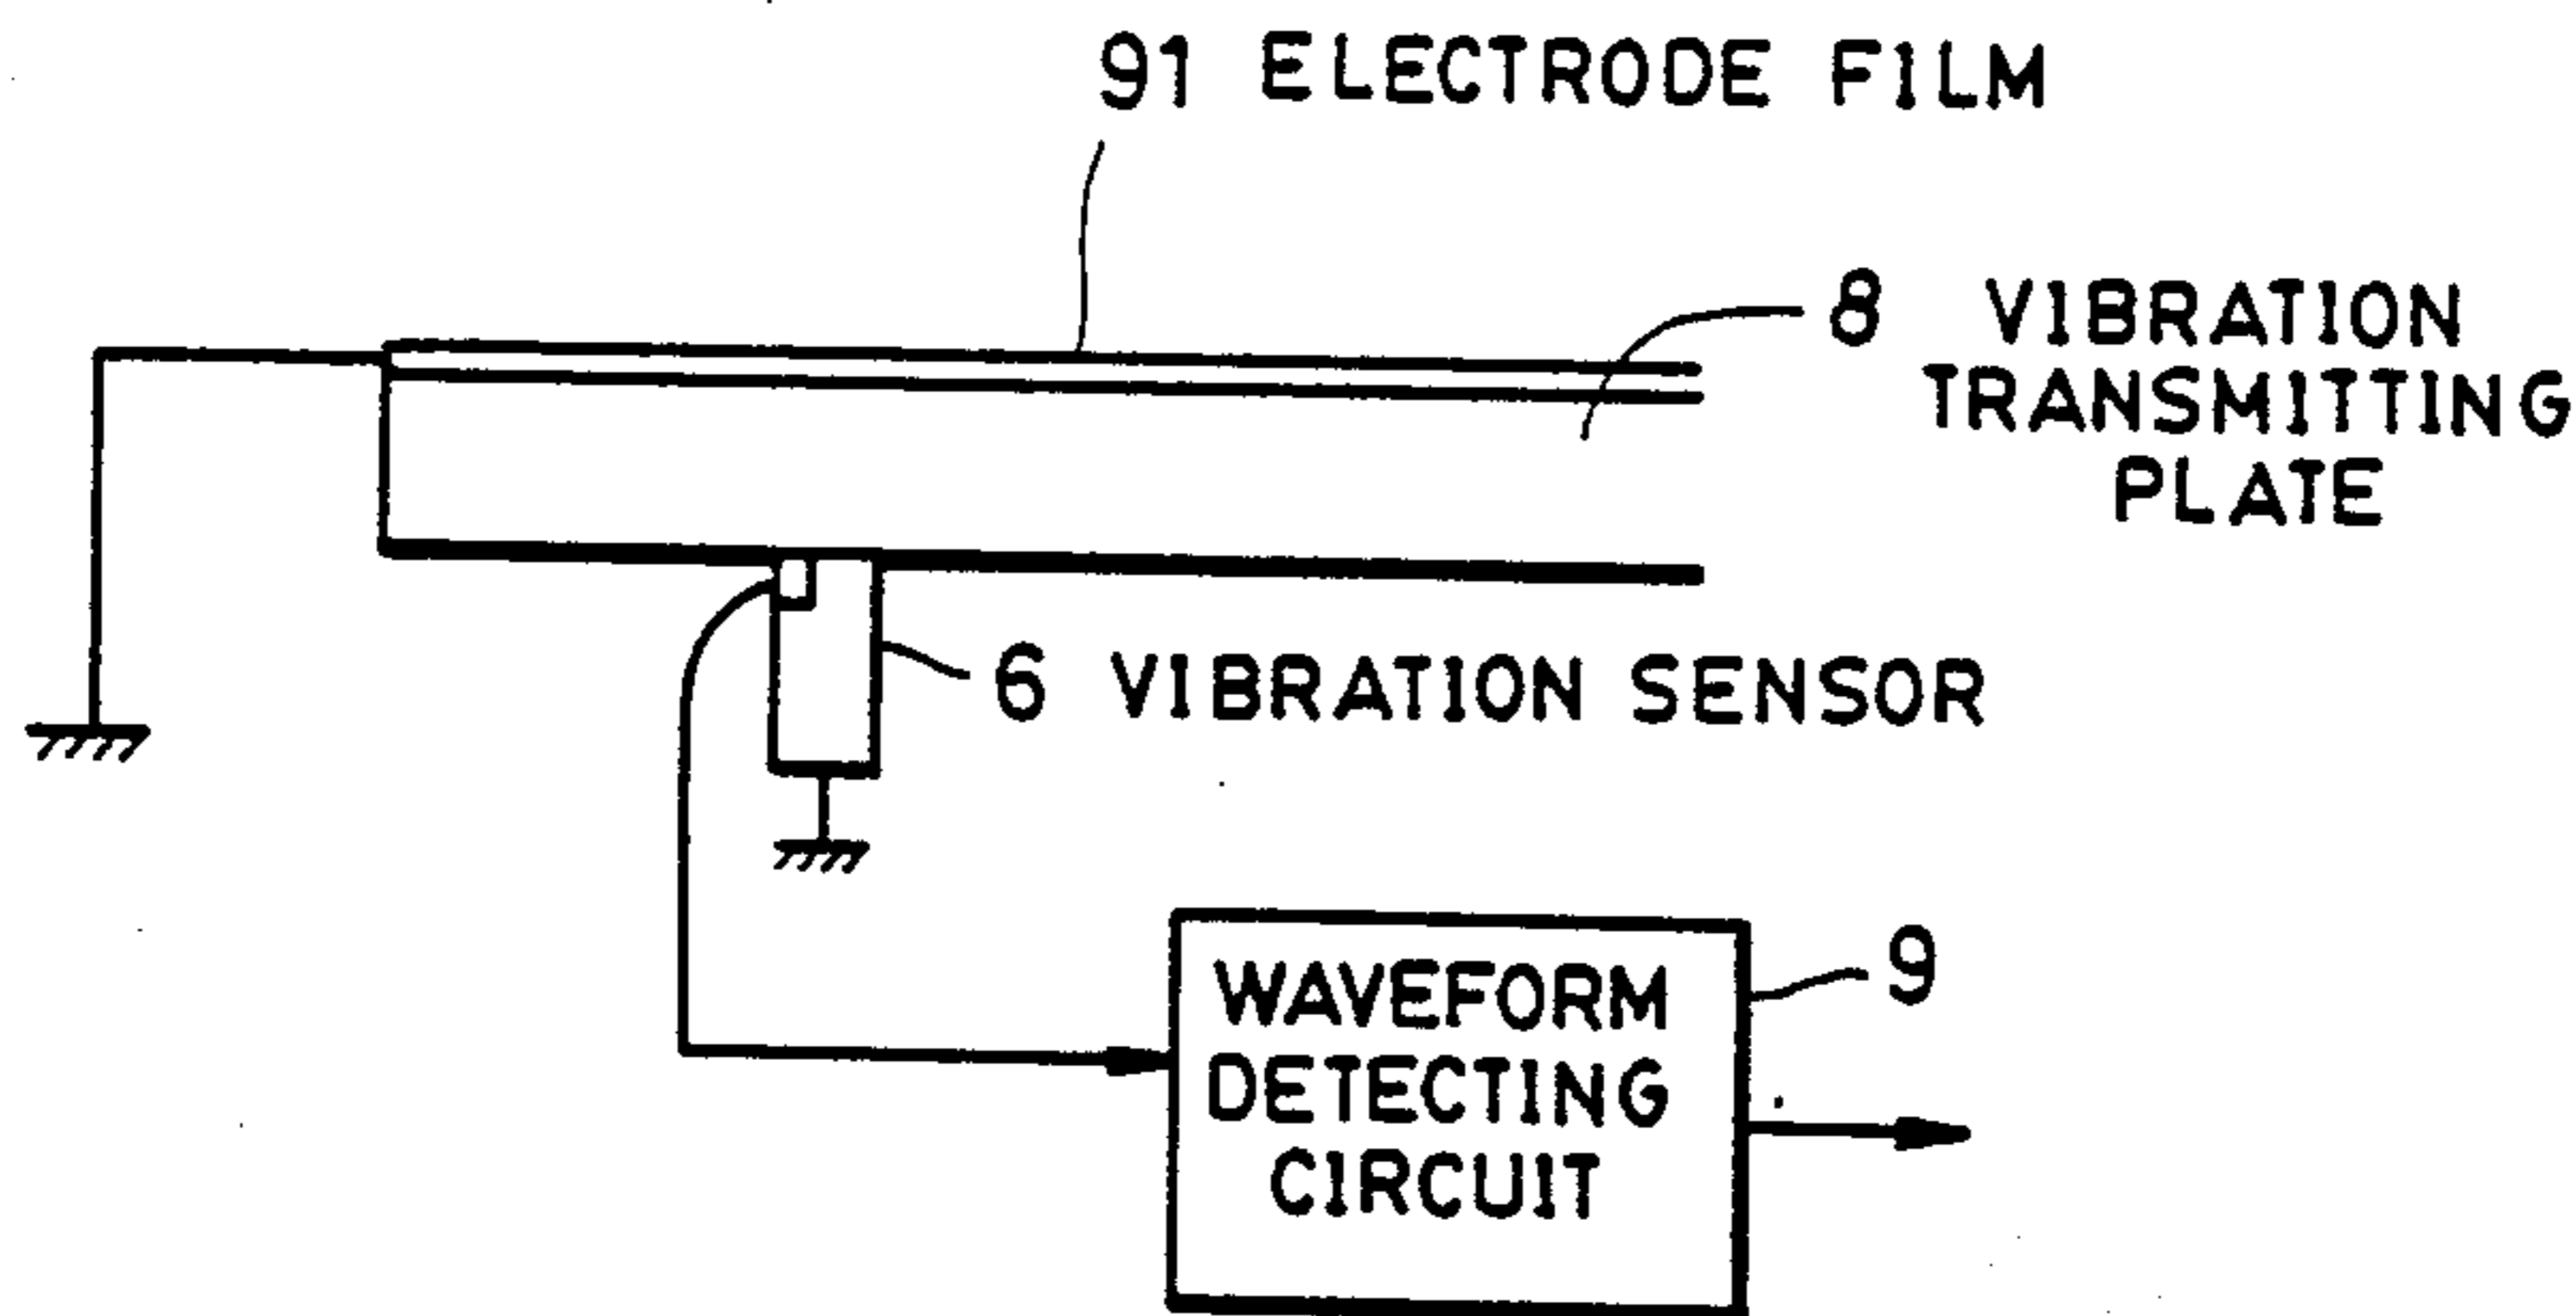 91 ELECTRODE FILM
8 VIBRATION
TRANSMITTING
PLATE
6 VIBRATION SENSOR
9
WAVEFORM
DETECTING
CIRCUIT